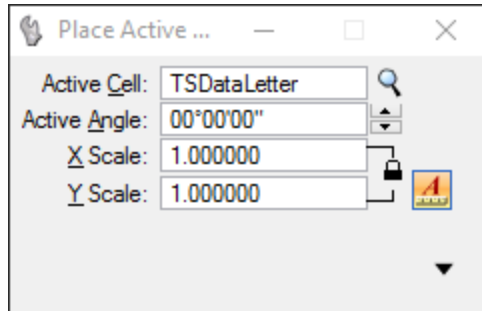 Place Active ...
Active Cell: TSDataLetter
Active Angle: 00°00'00"
X Scale: 1.000000
Y Scale: 1.000000
A